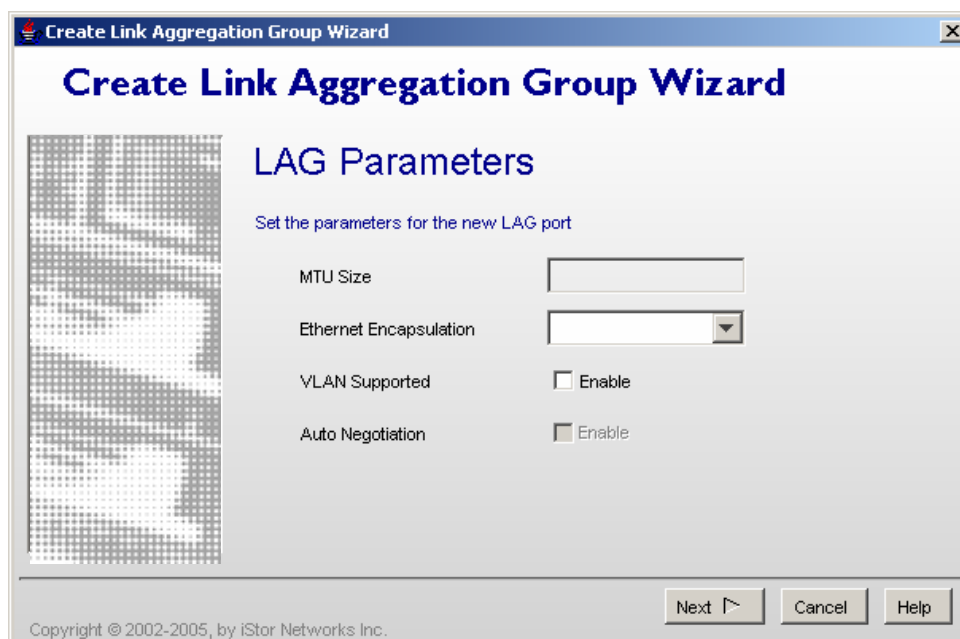 Create Link Aggregation Group Wizard
Create Link Aggregation Group Wizard
LAG Parameters
Set the parameters for the new LAG port
MTU Size
Ethernet Encapsulation
VLAN Supported Enable
Auto Negotiation Enable
Next Cancel Help
Copyright © 2002-2005, by iStor Networks Inc.